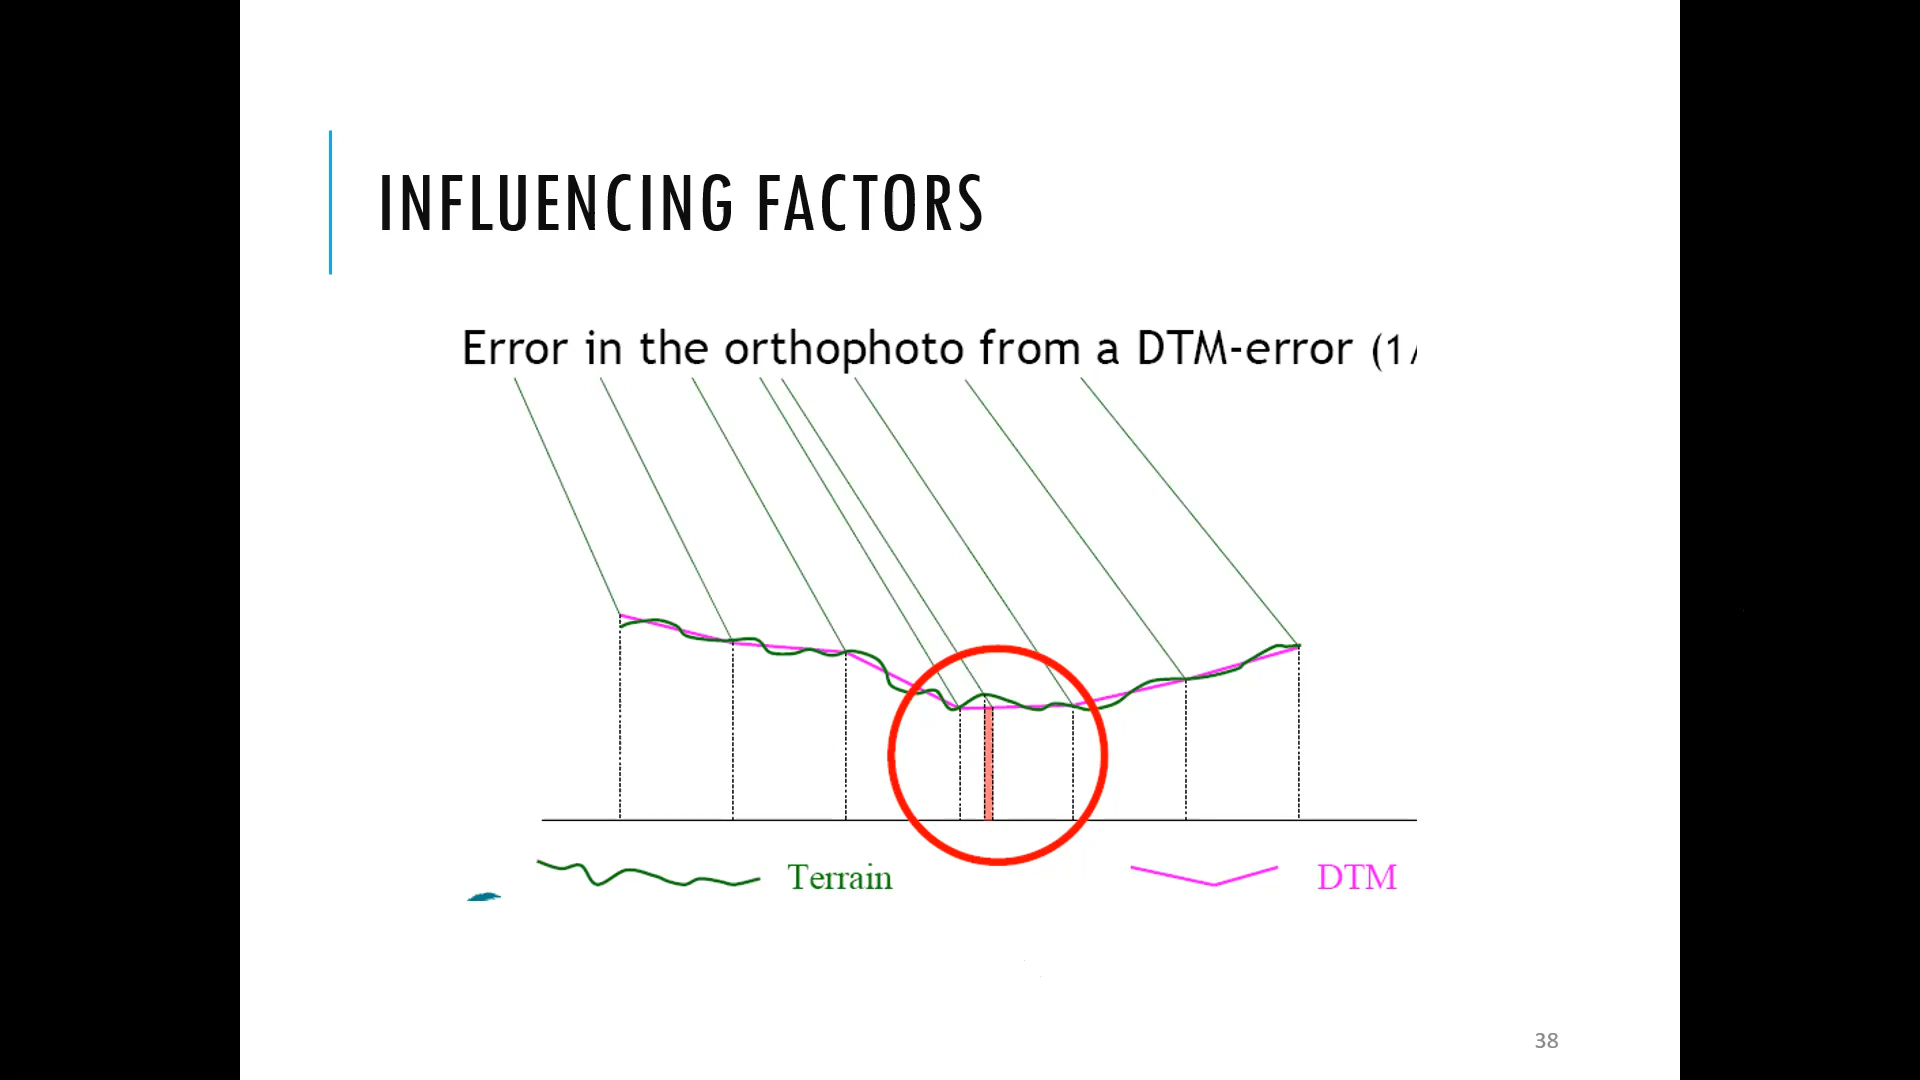 INFLUENCING FACTORS
Error in the orthophoto from a DTM-error (1/
Terrain
DTM
38